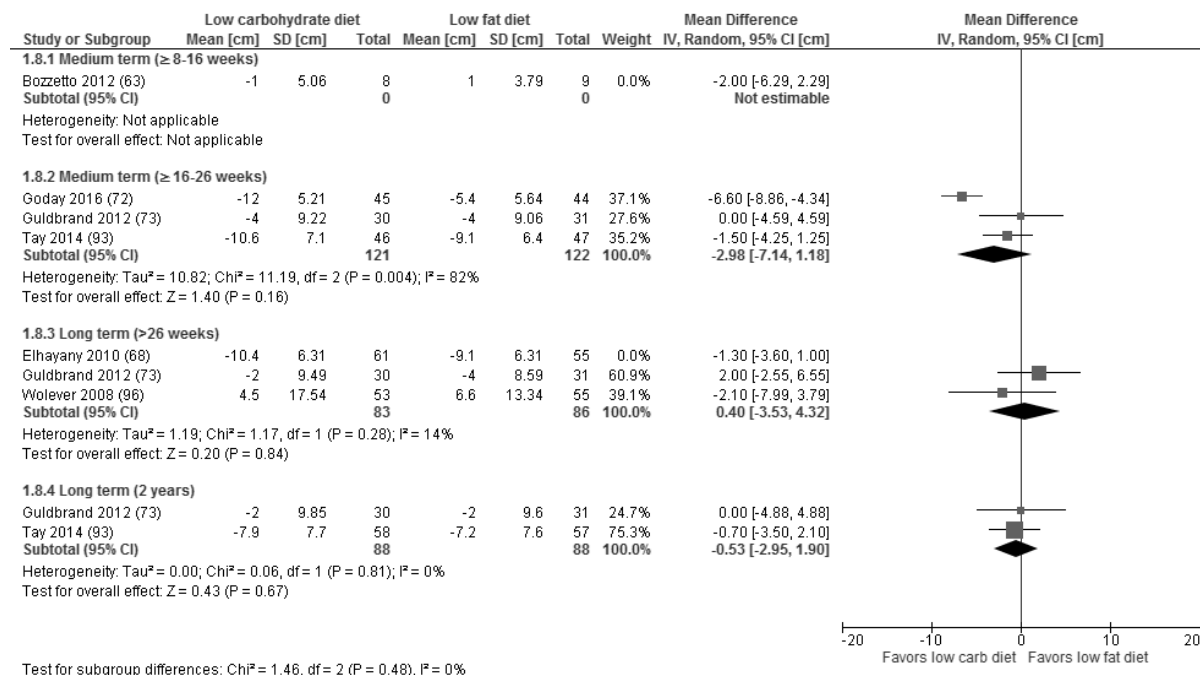 Low carbohydrate diet Low fat diet Mean Difference Mean Difference
Study or Subgroup Mean [cm] SD [cm] Total Mean [cm] SD [cm] Total Weight IV, Random, 95% CI [cm] IV, Random, 95% CI [cm]
1.8.1 Medium term (≥ 8-16 weeks)
Bozzetto 2012 (63) -1 5.06 8 1 3.79 9 0.0% -2.00 [-6.29, 2.29]
Subtotal (95% CI) 0 0 Not estimable
Heterogeneity: Not applicable
Test for overall effect: Not applicable
1.8.2 Medium term (≥ 16-26 weeks)
Goday 2016 (72) -12 5.21 45 -5.4 5.64 44 37.1% -6.60 [-8.86, -4.34]
Guldbrand 2012 (73) -4 9.22 30 -4 9.06 31 27.6% 0.00 [-4.59, 4.59]
Tay 2014 (93) -10.6 7.1 46 -9.1 6.4 47 35.2% -1.50 [-4.25, 1.25]
Subtotal (95% CI) 121 122 100.0% -2.98 [-7.14, 1.18]
Heterogeneity: Tau² = 10.82; Chi² = 11.19, df = 2 (P = 0.004); I² = 82%
Test for overall effect: Z = 1.40 (P = 0.16)
1.8.3 Long term (>26 weeks)
Elhayany 2010 (68) -10.4 6.31 61 -9.1 6.31 55 0.0% -1.30 [-3.60, 1.00]
Guldbrand 2012 (73) -2 9.49 30 -4 8.59 31 60.9% 2.00 [-2.55, 6.55]
Wolever 2008 (96) 4.5 17.54 53 6.6 13.34 55 39.1% -2.10 [-7.99, 3.79]
Subtotal (95% CI) 83 86 100.0% 0.40 [-3.53, 4.32]
Heterogeneity: Tau² = 1.19; Chi² = 1.17, df = 1 (P = 0.28); I² = 14%
Test for overall effect: Z = 0.20 (P = 0.84)
1.8.4 Long term (2 years)
Guldbrand 2012 (73) -2 9.85 30 -2 9.6 31 24.7% 0.00 [-4.88, 4.88]
Tay 2014 (93) -7.9 7.7 58 -7.2 7.6 57 75.3% -0.70 [-3.50, 2.10]
Subtotal (95% CI) 88 88 100.0% -0.53 [-2.95, 1.90]
Heterogeneity: Tau² = 0.00; Chi² = 0.06, df = 1 (P = 0.81); I² = 0%
Test for overall effect: Z = 0.43 (P = 0.67)
-20 -10 0 10 20
Favors low carb diet Favors low fat diet
Test for subgroup differences: Chi² = 1.46, df = 2 (P = 0.48), I² = 0%